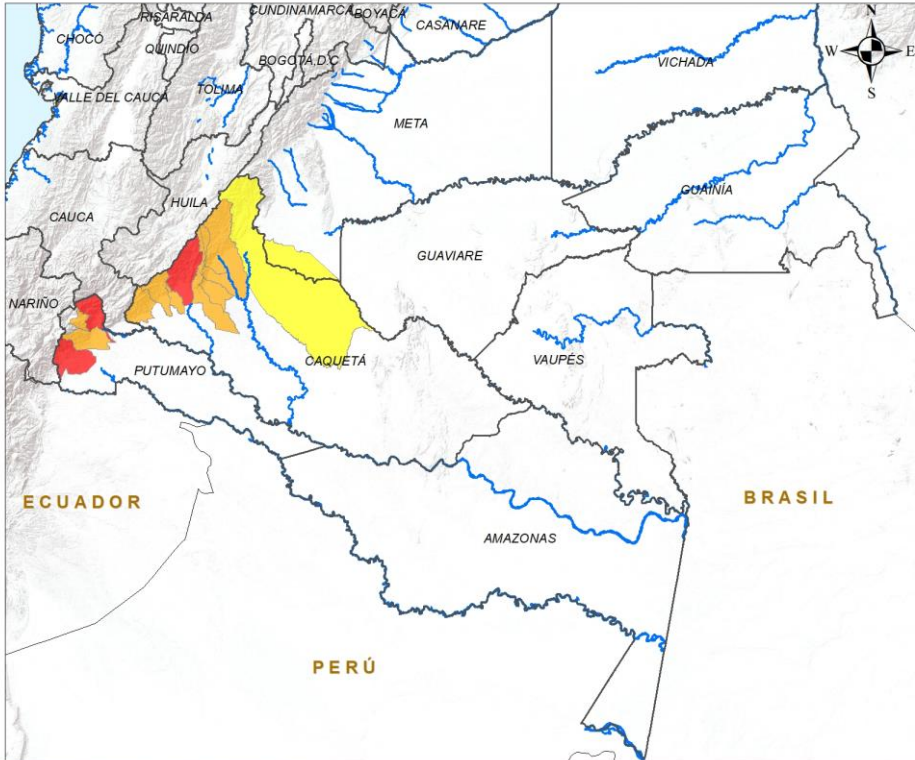 CUNDINAMARCA
BOYACÁ
RISARALDA
CASANARE
N
CHOCÓ
QUINDÍO
BOGOTÁ D.C
W
E
VICHADA
S
VALLE DEL CAUCA
TOLIMA
META
HUILA
GUAINÍA
CAUCA
GUAVIARE
NARIÑO
CAQUETÁ
VAUPÉS
PUTUMAYO
ECUADOR
BRASIL
AMAZONAS
PERÚ